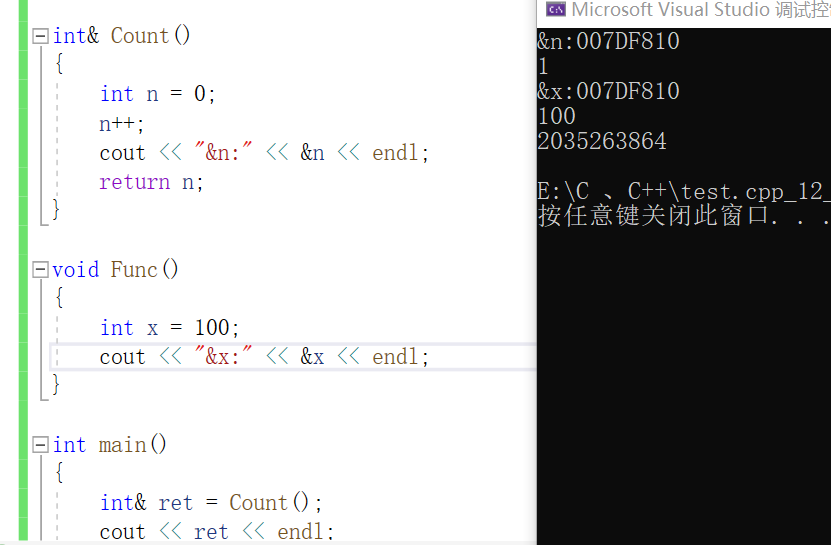 int& Count()
{
int n = 0;
n++;
cout << "&n:" << &n << endl;
return n;
}
void Func()
{
int x = 100;
cout << "&x:" << &x << endl;
}
int main()
{
int& ret = Count();
cout << ret << endl;
Microsoft Visual Studio 调试控
&n:007DF810
1
&x:007DF810
100
2035263864
E:\C 、C++\test.cpp_12_
按任意键关闭此窗口. . .